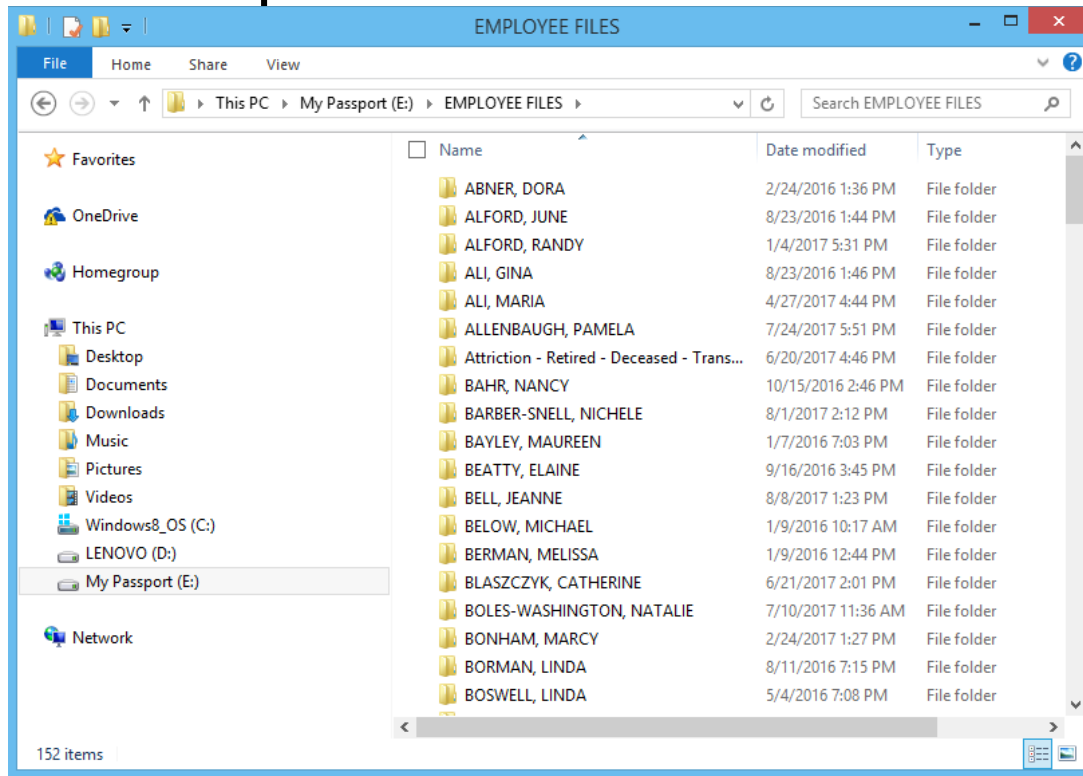 EMPLOYEE FILES
File Home Share View
This PC My Passport (E:) EMPLOYEE FILES Search EMPLOYEE FILES
Name Date modified Type
Favorites
OneDrive
Homegroup
This PC
Desktop
Documents
Downloads
Music
Pictures
Videos
Windows8_OS (C:)
LENOVO (D:)
My Passport (E:)
Network
ABNER, DORA 2/24/2016 1:36 PM File folder
ALFORD, JUNE 8/23/2016 1:44 PM File folder
ALFORD, RANDY 1/4/2017 5:31 PM File folder
ALI, GINA 8/23/2016 1:46 PM File folder
ALI, MARIA 4/27/2017 4:44 PM File folder
ALLENBAUGH, PAMELA 7/24/2017 5:51 PM File folder
Attriction - Retired - Deceased - Trans... 6/20/2017 4:46 PM File folder
BAHR, NANCY 10/15/2016 2:46 PM File folder
BARBER-SNELL, NICHELE 8/1/2017 2:12 PM File folder
BAYLEY, MAUREEN 1/7/2016 7:03 PM File folder
BEATTY, ELAINE 9/16/2016 3:45 PM File folder
BELL, JEANNE 8/8/2017 1:23 PM File folder
BELOW, MICHAEL 1/9/2016 10:17 AM File folder
BERMAN, MELISSA 1/9/2016 12:44 PM File folder
BLASZCZYK, CATHERINE 6/21/2017 2:01 PM File folder
BOLES-WASHINGTON, NATALIE 7/10/2017 11:36 AM File folder
BONHAM, MARCY 2/24/2017 1:27 PM File folder
BORMAN, LINDA 8/11/2016 7:15 PM File folder
BOSWELL, LINDA 5/4/2016 7:08 PM File folder
152 items